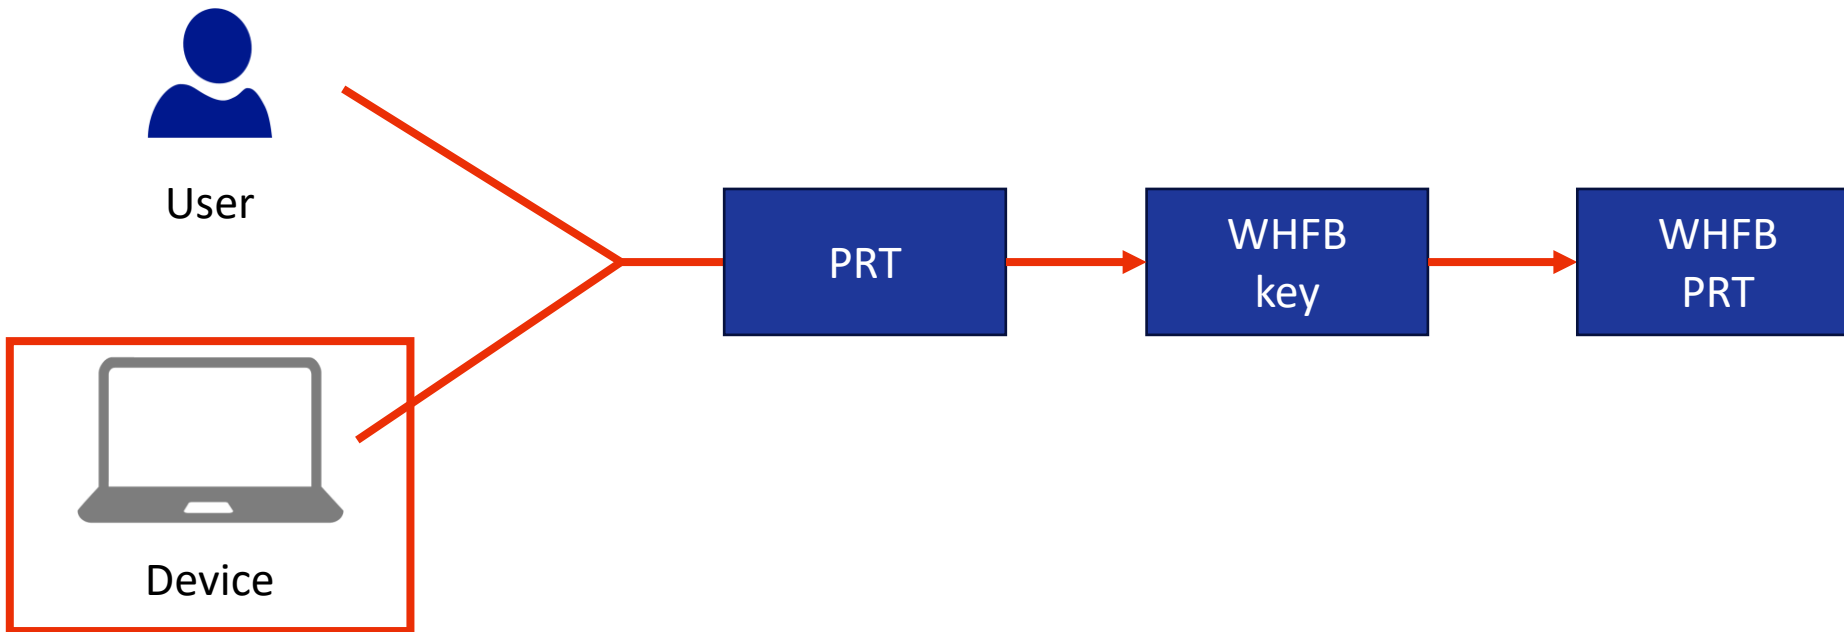 User
Device
PRT
WHFB
key
WHFB
PRT